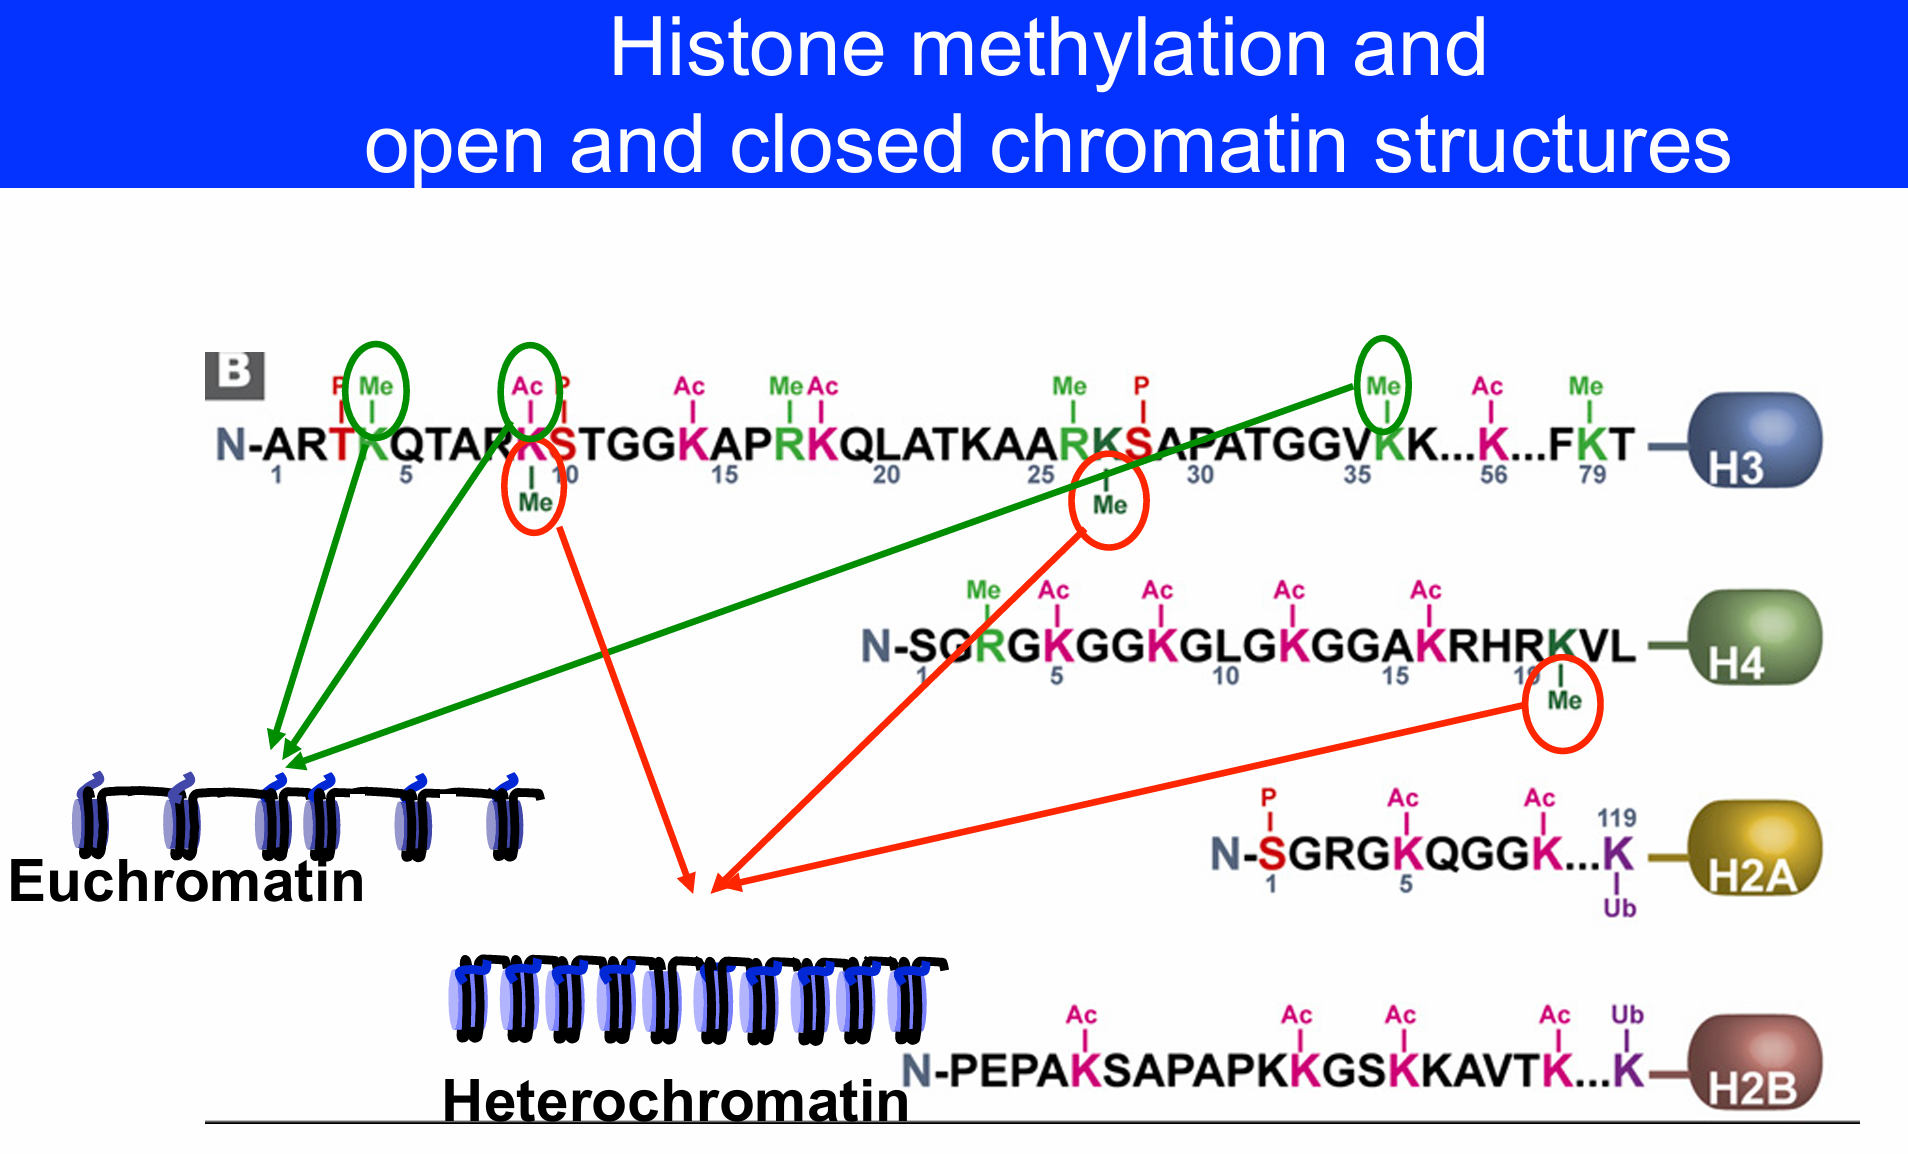 Histone methylation and
open and closed chromatin structures
B
P Me Ac P Ac Me Ac Me P Me Ac Me
N-ARTKQTARKSTGGKAPRKQLATKAARKSAPATGGVKK...K...FKT
H3
1 5 10 15 20 25 30 35 56 79
Me Me
Me Ac Ac Ac Ac
N-SGRGKGGKGLGKGGAKRHRKVL
H4
1 5 10 15 19
Me
P Ac Ac 119
N-SGRGKQGGK...K
H2A
1 5
Ub
Euchromatin
Ac Ac Ac Ac Ub
N-PEPAKSAPAPKKGSKKAVTK...K
H2B
Heterochromatin